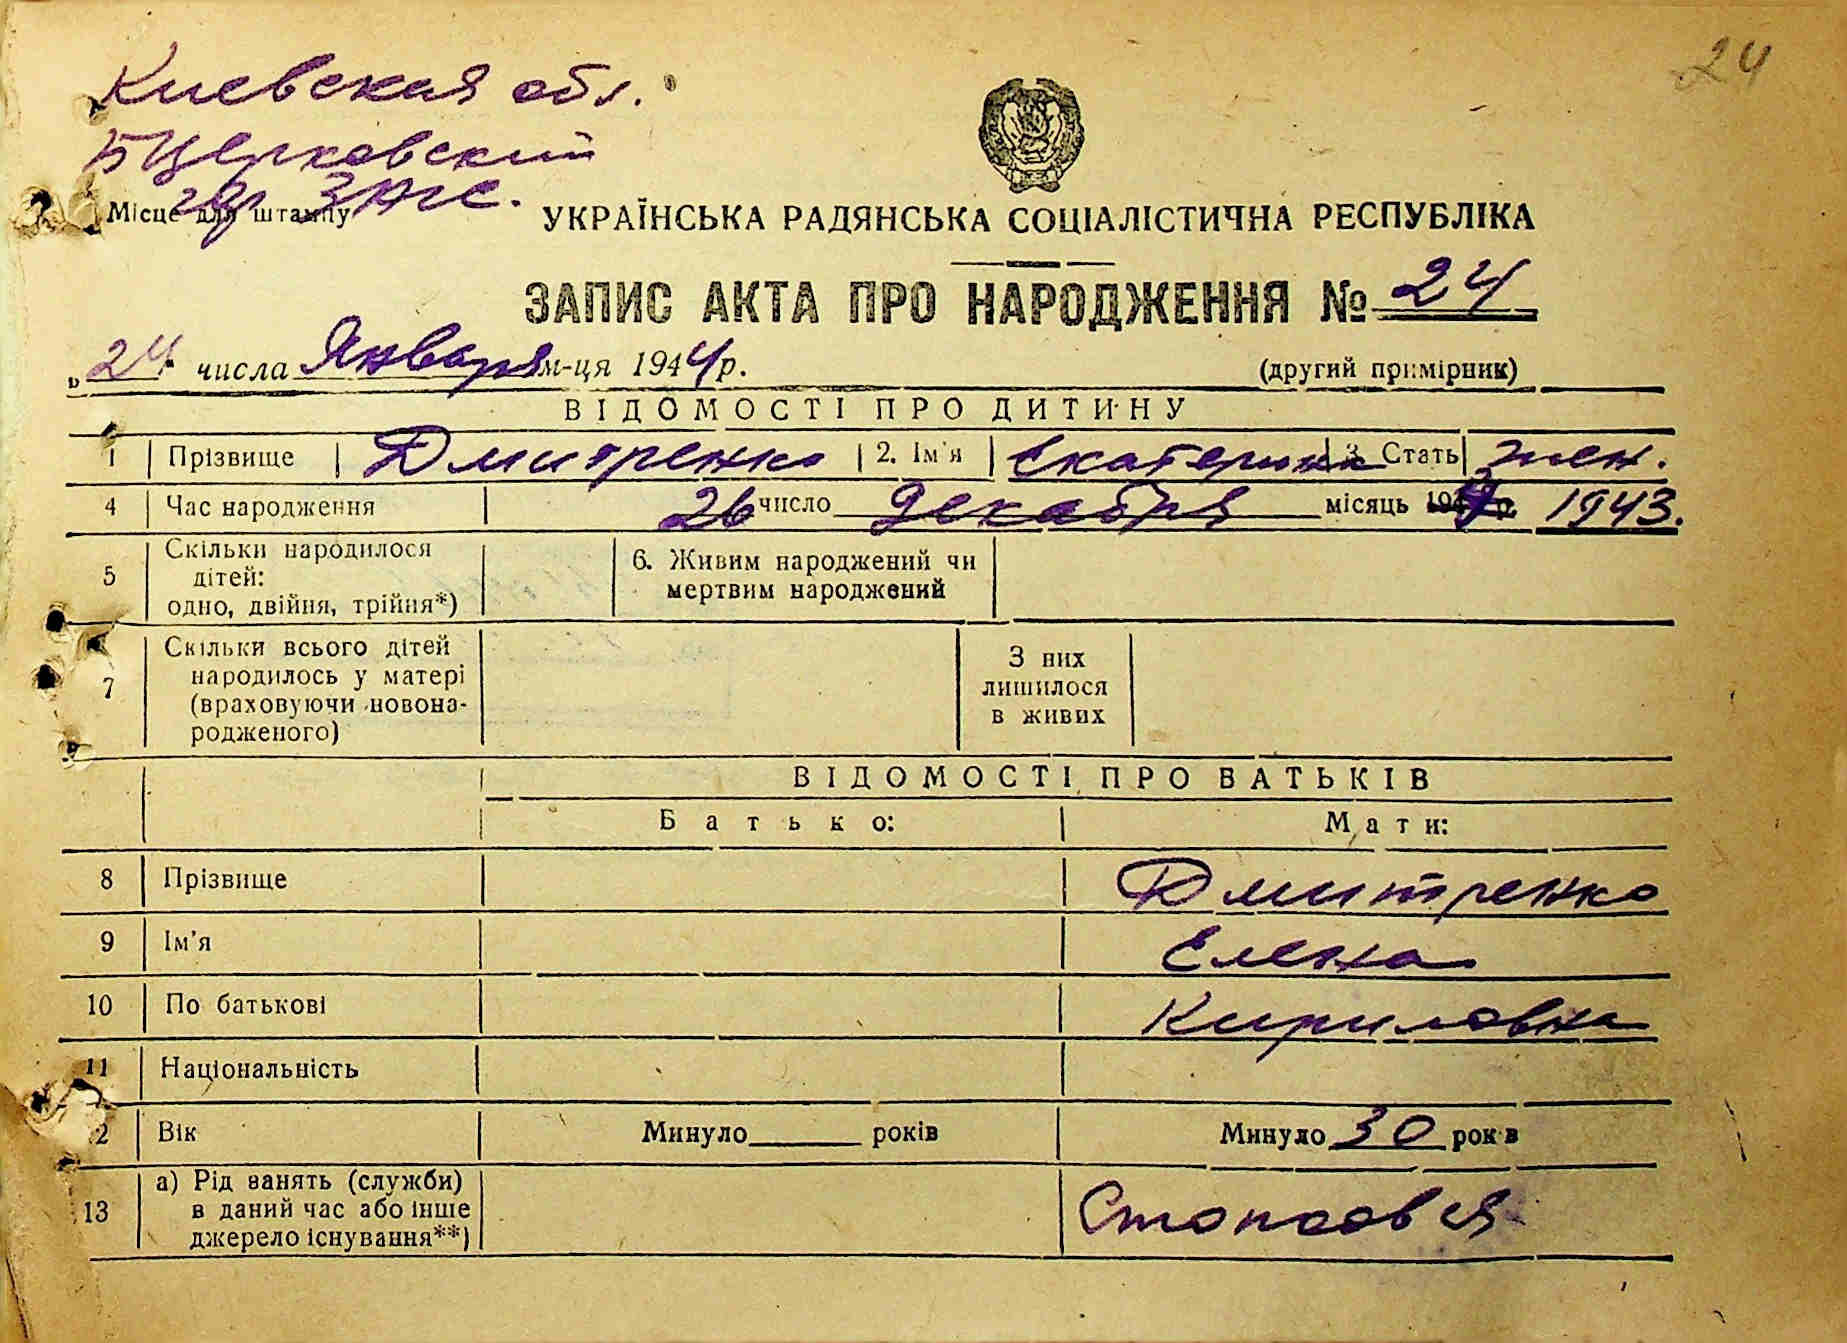 24
Киевская обл.
БЦерковский
гор ЗАГС.
Місце для штампу
УКРАЇНСЬКА РАДЯНСЬКА СОЦІАЛІСТИЧНА РЕСПУБЛІКА
ЗАПИС АКТА ПРО НАРОДЖЕННЯ № 24
„24" числа Января м-ця 1944 р. (другий примірник)
ВІДОМОСТІ ПРО ДИТИНУ
1 Прізвище Дмитренко 2. Ім'я Екатерина 3. Стать жен.
4 Час народження 26 число декабря місяць 194 р. 1943.
5 Скільки народилося
дітей:
одно, двійня, трійня*)
6. Живим народжений чи
мертвим народжений
7 Скільки всього дітей
народилось у матері
(враховуючи новона-
родженого)
З них
лишилося
в живих
ВІДОМОСТІ ПРО БАТЬКІВ
Батько: Мати:
8 Прізвище Дмитренко
9 Ім'я Елена
10 По батькові Кириловна
11 Національність
12 Вік Минуло років Минуло 30 років
13 а) Рід занять (служби)
в даний час або інше
джерело існування**)